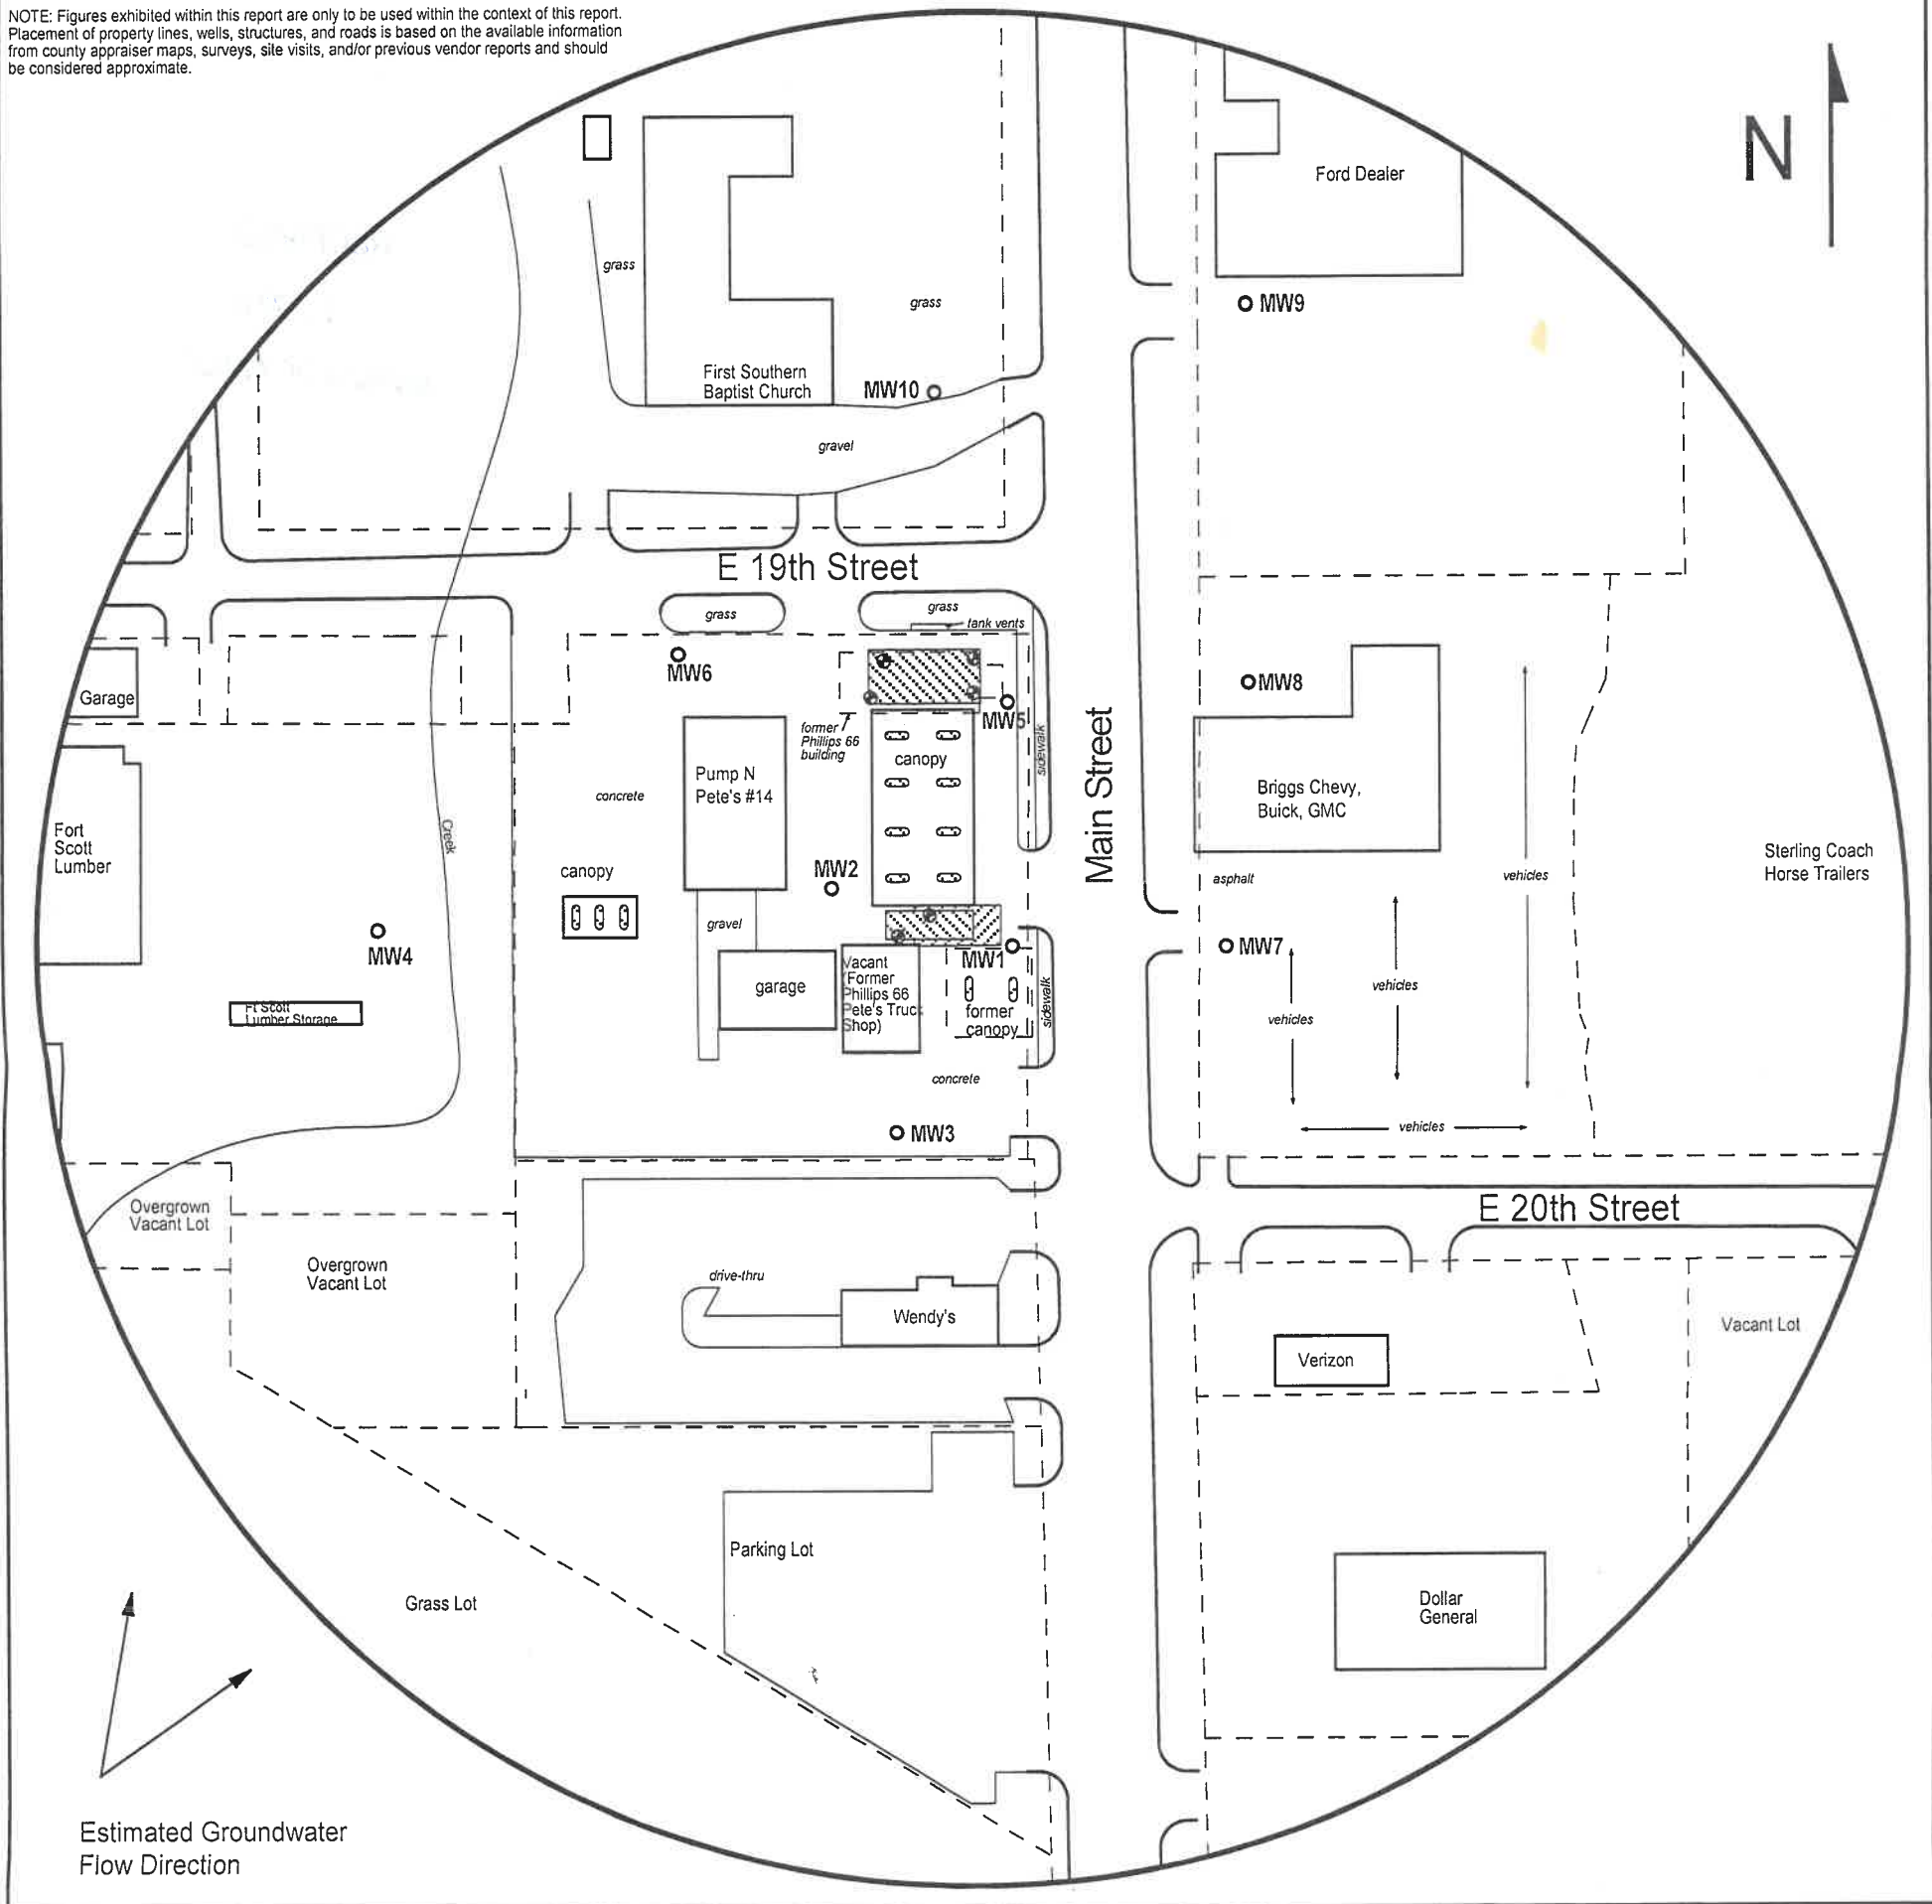 NOTE: Figures exhibited within this report are only to be used within the context of this report.
Placement of property lines, wells, structures, and roads is based on the available information
from county appraiser maps, surveys, site visits, and/or previous vendor reports and should
be considered approximate.
N
Ford Dealer
grass
MW9
grass
First Southern
Baptist Church
MW10
gravel
E 19th Street
grass
grass
tank vents
MW6
MW8
Garage
MW5
former
Phillips 66
building
sidewalk
canopy
Main Street
Pump N
Pete's #14
concrete
Briggs Chevy,
Buick, GMC
Fort
Scott
Lumber
Creek
Sterling Coach
Horse Trailers
canopy
MW2
asphalt
vehicles
gravel
MW4
MW1
MW7
Vacant
(Former
Phillips 66
Pete's Truck
Shop)
garage
vehicles
Ft Scott
Lumber Storage
former
canopy
sidewalk
vehicles
concrete
vehicles
MW3
Overgrown
Vacant Lot
E 20th Street
Overgrown
Vacant Lot
drive-thru
Wendy's
Vacant Lot
Verizon
Parking Lot
Grass Lot
Dollar
General
Estimated Groundwater
Flow Direction